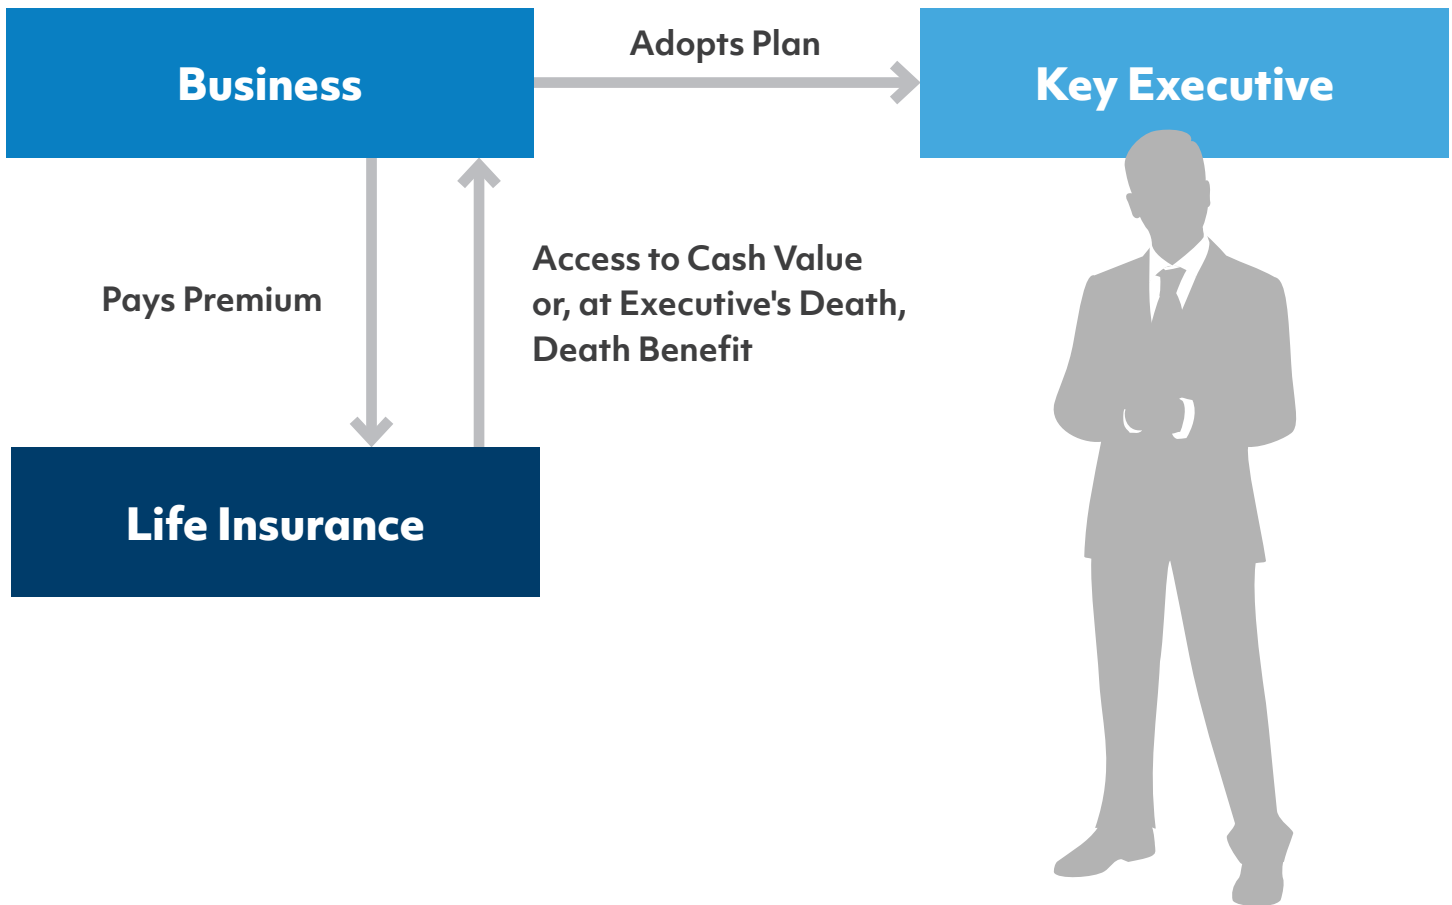 Business
Adopts Plan
Key Executive
Pays Premium
Access to Cash Value
or, at Executive's Death,
Death Benefit
Life Insurance